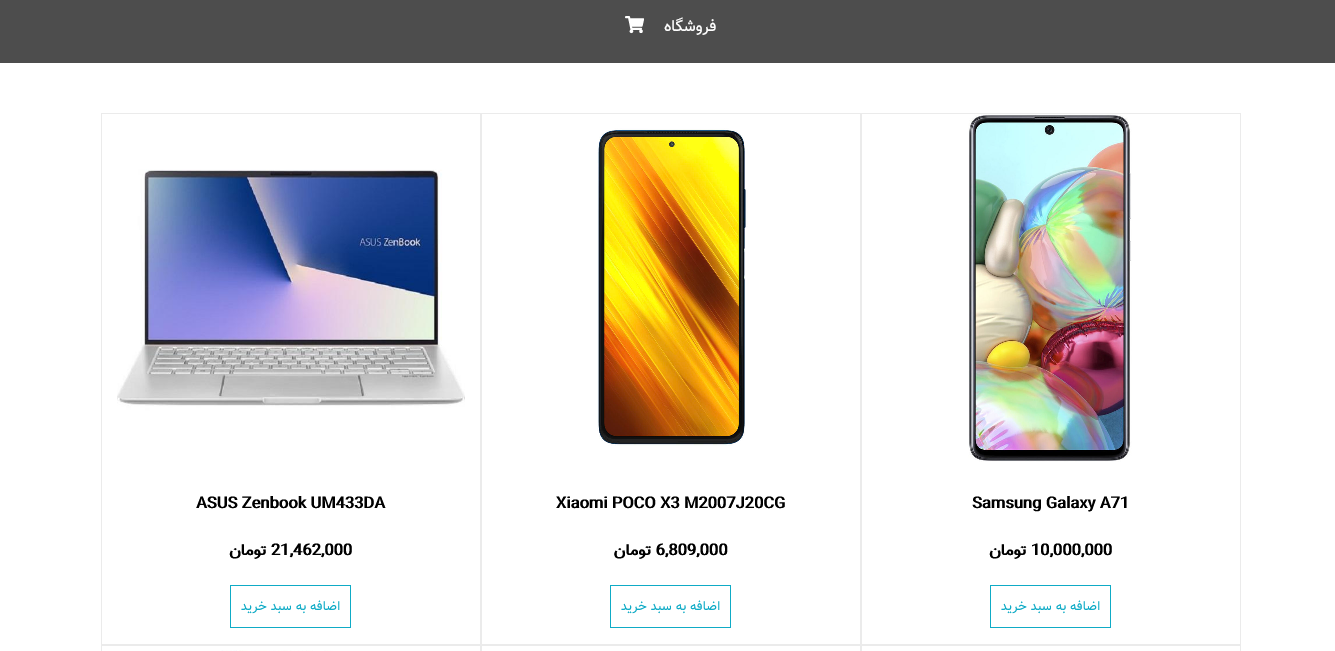 فروشگاه
ASUS ZenBook
Samsung Galaxy A71
10,000,000 تومان
اضافه به سبد خرید
Xiaomi POCO X3 M2007J20CG
6,809,000 تومان
اضافه به سبد خرید
ASUS Zenbook UM433DA
21,462,000 تومان
اضافه به سبد خرید